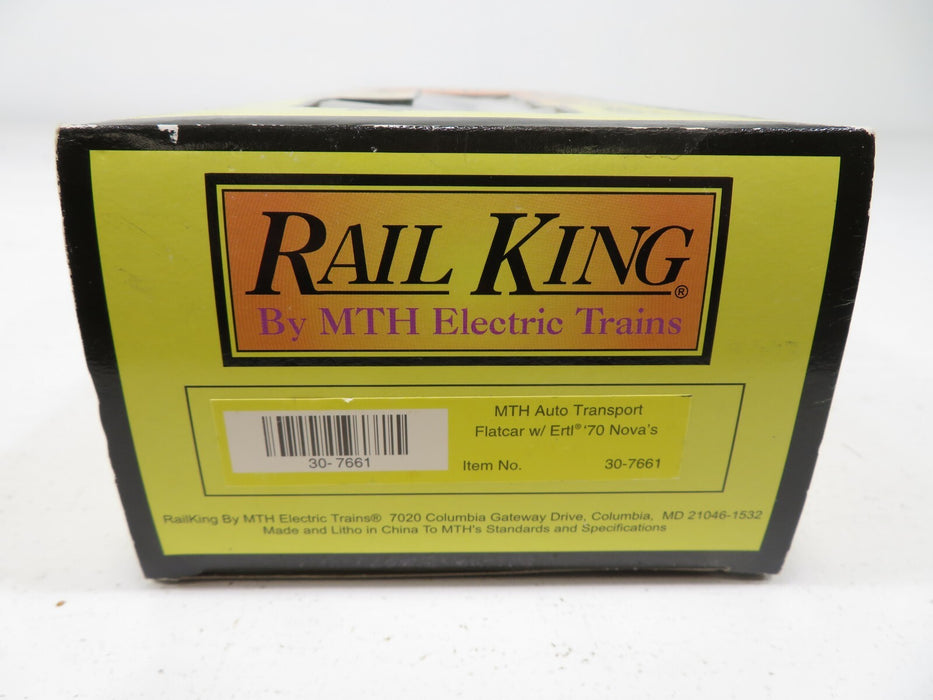 RAIL KING®
By MTH Electric Trains
MTH Auto Transport
Flatcar w/ Ertl® '70 Nova's
30-7661
Item No. 30-7661
RailKing By MTH Electric Trains® 7020 Columbia Gateway Drive, Columbia, MD 21046-1532
Made and Litho in China To MTH's Standards and Specifications